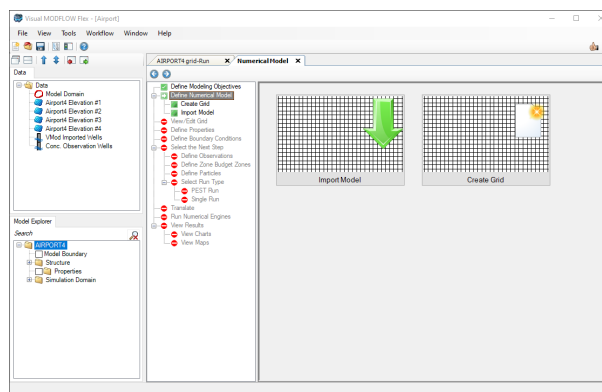 Visual MODFLOW Flex - [Airport]
File View Tools Workflow Window Help
Data
Data
Model Domain
Airport4 Elevation #1
Airport4 Elevation #2
Airport4 Elevation #3
Airport4 Elevation #4
VMod Imported Wells
Conc. Observation Wells
Model Explorer
Search
AIRPORT4
Model Boundary
Structure
Properties
Simulation Domain
AIRPORT4 grid-Run X NumericalModel X
Define Modeling Objectives
Define Numerical Model
Create Grid
Import Model
View/Edit Grid
Define Properties
Define Boundary Conditions
Select the Next Step
Define Observations
Define Zone Budget Zones
Define Particles
Select Run Type
PEST Run
Single Run
Translate
Run Numerical Engines
View Results
View Charts
View Maps
Import Model
Create Grid